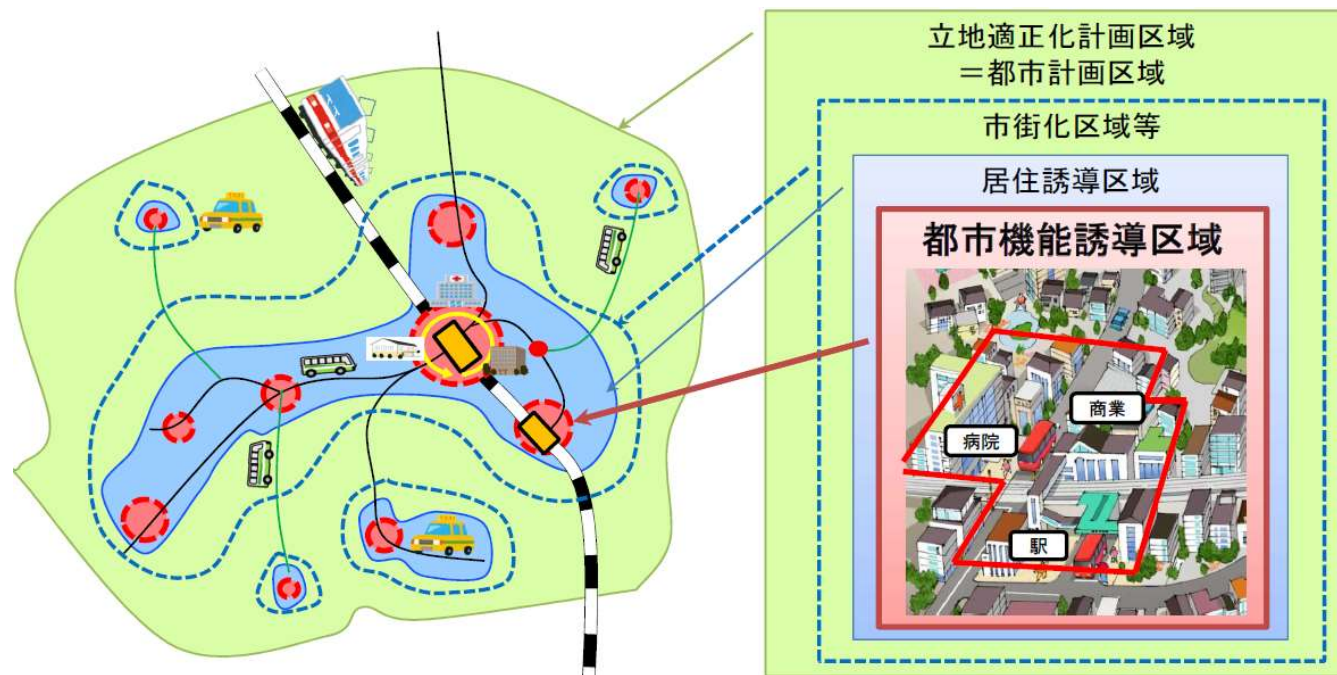 立地適正化計画区域
＝都市計画区域
市街化区域等
居住誘導区域
都市機能誘導区域
商業
病院
駅